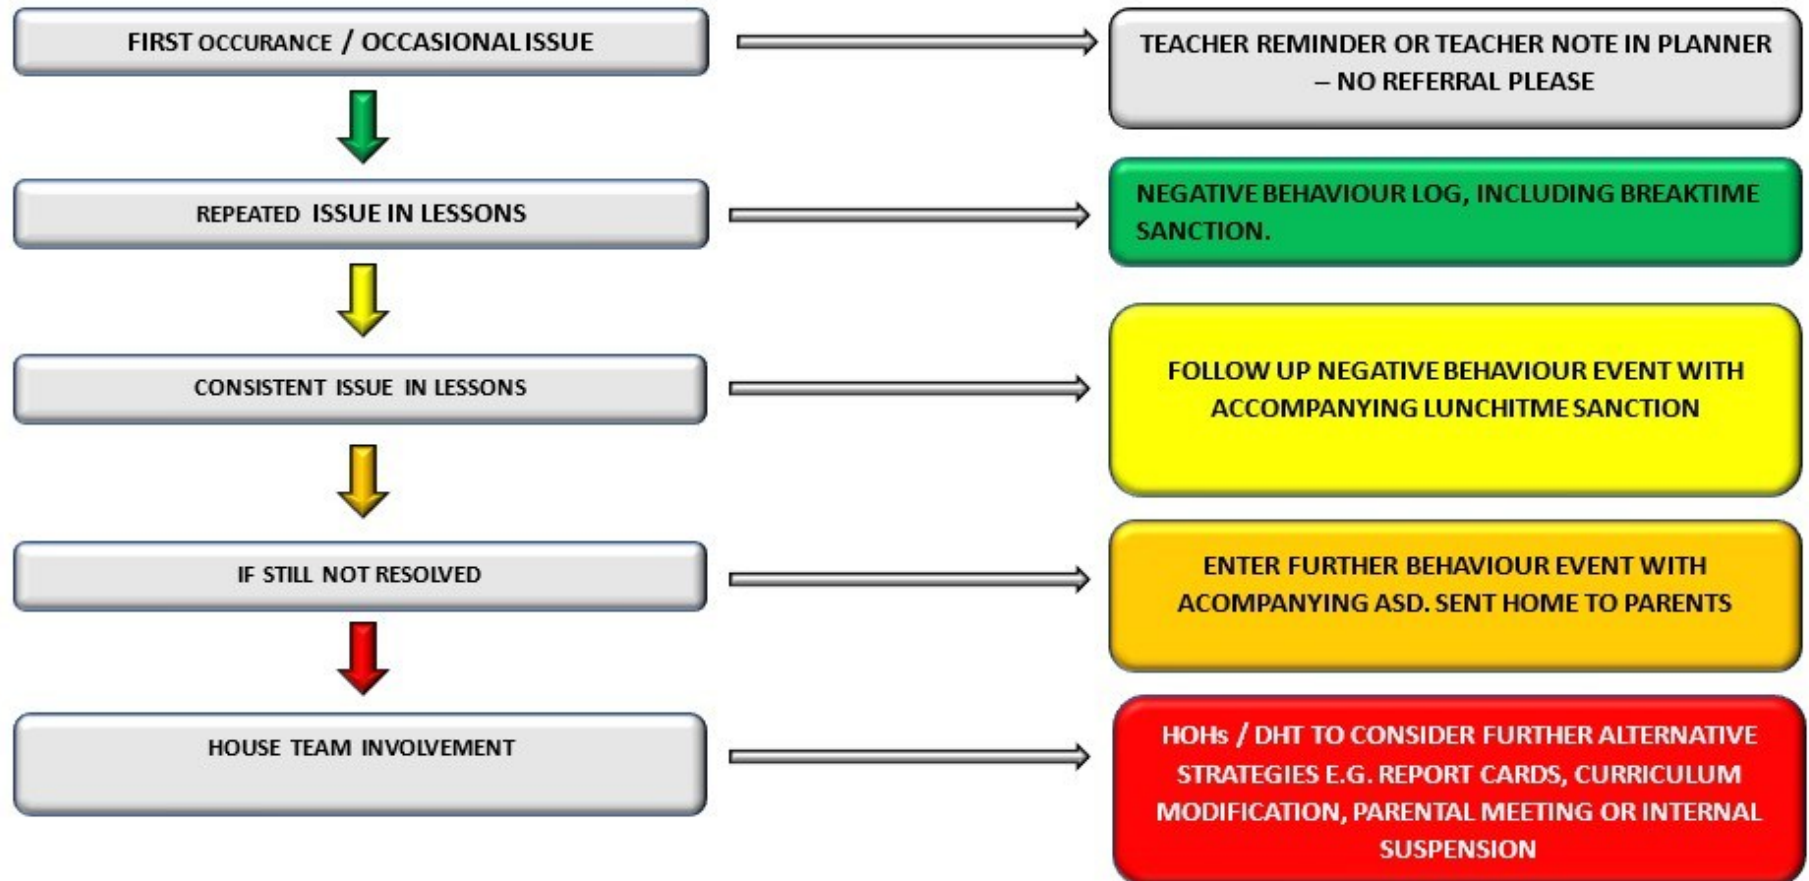 FIRST OCCURANCE / OCCASIONAL ISSUE
TEACHER REMINDER OR TEACHER NOTE IN PLANNER
– NO REFERRAL PLEASE
REPEATED ISSUE IN LESSONS
NEGATIVE BEHAVIOUR LOG, INCLUDING BREAKTIME
SANCTION.
CONSISTENT ISSUE IN LESSONS
FOLLOW UP NEGATIVE BEHAVIOUR EVENT WITH
ACCOMPANYING LUNCHITME SANCTION
IF STILL NOT RESOLVED
ENTER FURTHER BEHAVIOUR EVENT WITH
ACOMPANYING ASD. SENT HOME TO PARENTS
HOUSE TEAM INVOLVEMENT
HOHs / DHT TO CONSIDER FURTHER ALTERNATIVE
STRATEGIES E.G. REPORT CARDS, CURRICULUM
MODIFICATION, PARENTAL MEETING OR INTERNAL
SUSPENSION